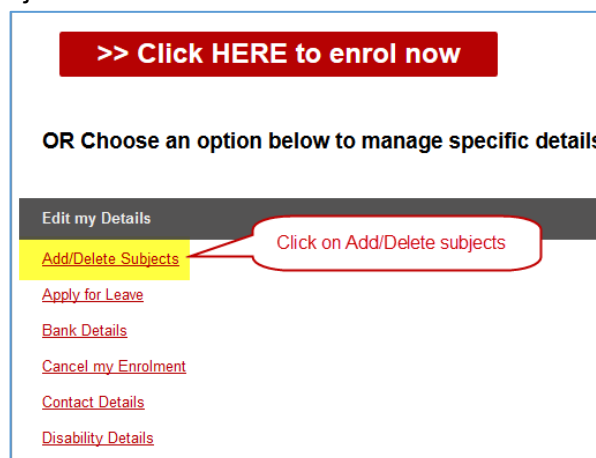 >> Click HERE to enrol now
OR Choose an option below to manage specific details
Edit my Details
Add/Delete Subjects
Click on Add/Delete subjects
Apply for Leave
Bank Details
Cancel my Enrolment
Contact Details
Disability Details